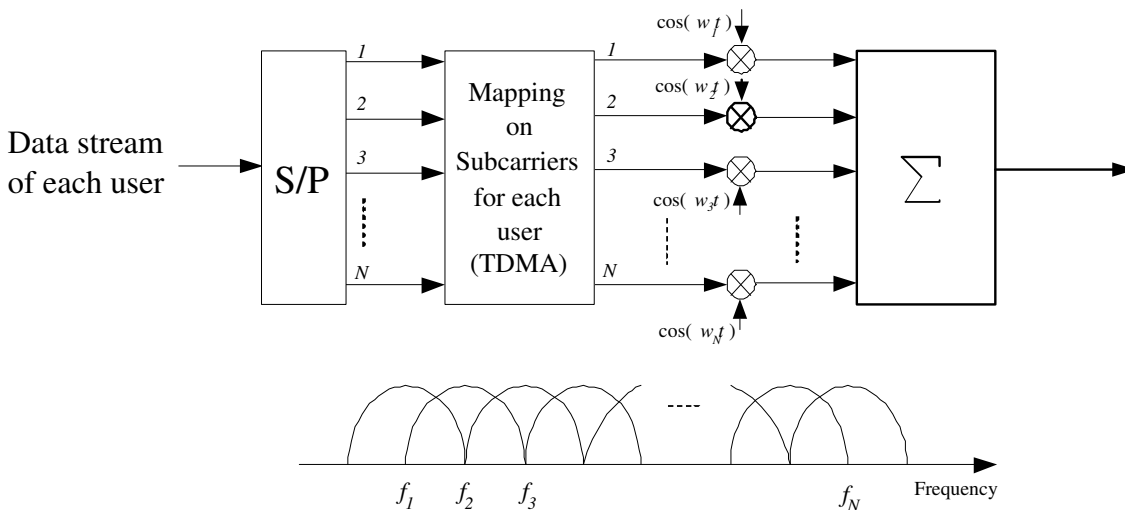 Data stream
of each user
S/P
1
2
3
N
Mapping
on
Subcarriers
for each
user
(TDMA)
1
2
3
N
cos( w1t)
cos( w2t)
cos( w3t)
cos( wNt)
Σ
f1
f2
f3
fN
Frequency